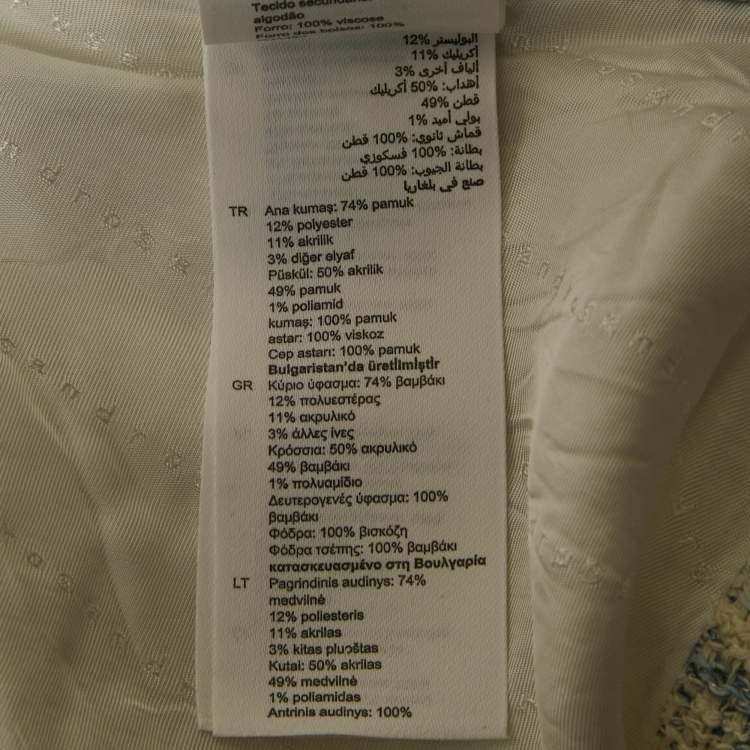 Tecido secundário:
algodão
Forro: 100% viscose
Forro dos bolsos: 100%
البوليستر %12
أكريليك %11
ألياف أخرى %3
أهداب: %50 أكريليك
قطن %49
بولي أميد %1
قماش ثانوي: %100 قطن
بطانة: %100 فسكوزي
بطانة الجيوب: %100 قطن
صنع في بلغاريا
TR Ana kumaş: 74% pamuk
12% polyester
11% akrilik
3% diğer elyaf
Püskül: 50% akrilik
49% pamuk
1% poliamid
kumaş: 100% pamuk
astar: 100% viskoz
Cep astarı: 100% pamuk
Bulgaristan'da üretilmiştir
GR Κύριο ύφασμα: 74% βαμβάκι
12% πολυεστέρας
11% ακρυλικό
3% άλλες ίνες
Κρόσσια: 50% ακρυλικό
49% βαμβάκι
1% πολυαμίδιο
Δευτερογενές ύφασμα: 100%
βαμβάκι
Φόδρα: 100% βισκόζη
Φόδρα τσέπης: 100% βαμβάκι
κατασκευασμένο στη Βουλγαρία
LT Pagrindinis audinys: 74%
medvilnė
12% poliesteris
11% akrilas
3% kitas pluoštas
Kutai: 50% akrilas
49% medvilnė
1% poliamidas
Antrinis audinys: 100%